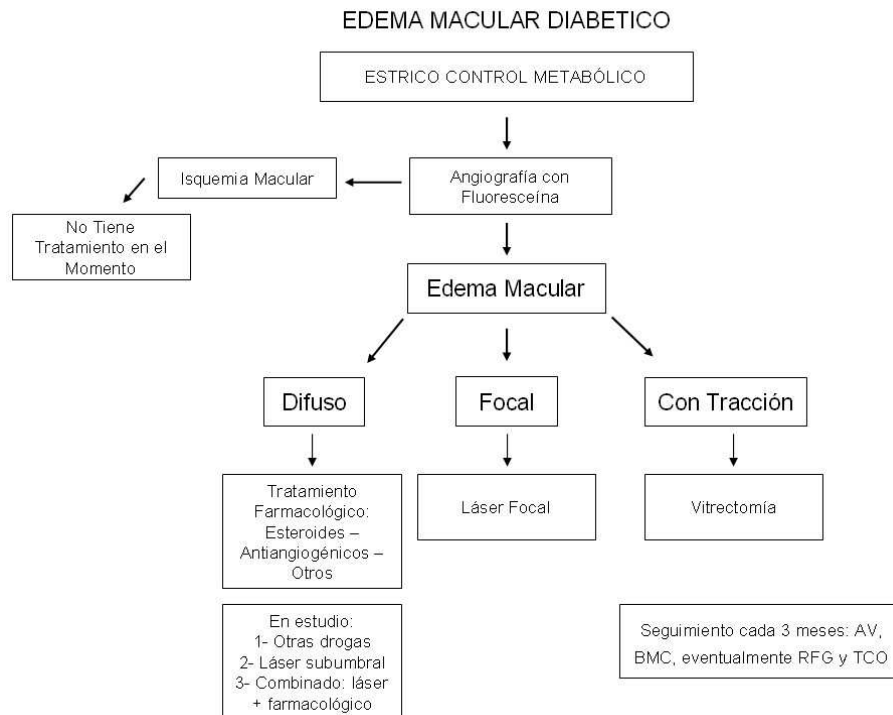 EDEMA MACULAR DIABETICO
ESTRICO CONTROL METABÓLICO
Isquemia Macular
Angiografía con
Fluoresceína
No Tiene
Tratamiento en el
Momento
Edema Macular
Difuso
Focal
Con Tracción
Tratamiento
Farmacológico:
Esteroides –
Antiangiogénicos –
Otros
Láser Focal
Vitrectomía
En estudio:
1- Otras drogas
2- Láser subumbral
3- Combinado: láser
+ farmacológico
Seguimiento cada 3 meses: AV,
BMC, eventualmente RFG y TCO